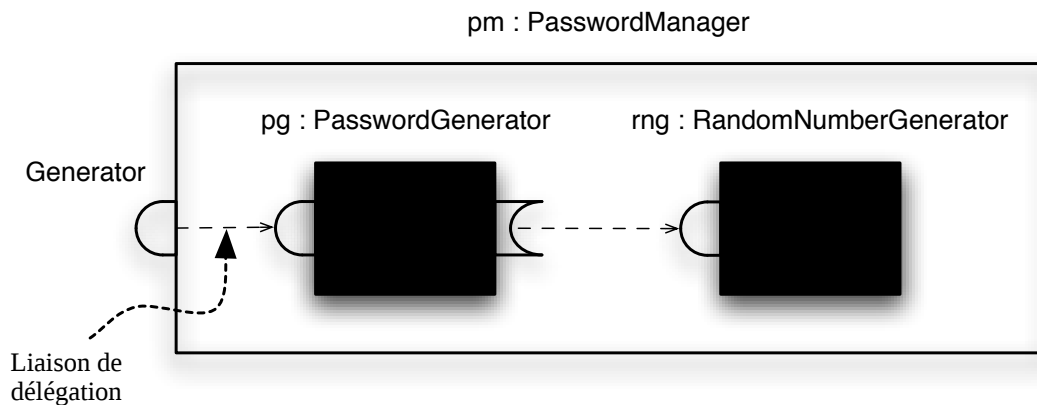 pm : PasswordManager
pg : PasswordGenerator
rng : RandomNumberGenerator
Generator
Liaison de
délégation